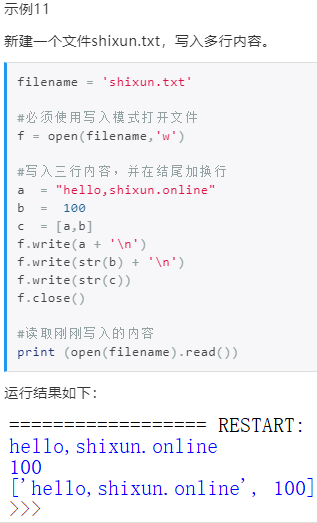 示例11
新建一个文件shixun.txt，写入多行内容。
filename = 'shixun.txt'
#必须使用写入模式打开文件
f = open(filename,'w')
#写入三行内容，并在结尾加换行
a  = "hello,shixun.online"
b  =  100
c  = [a,b]
f.write(a + '\n')
f.write(str(b) + '\n')
f.write(str(c))
f.close()
#读取刚刚写入的内容
print (open(filename).read())
运行结果如下：
================== RESTART:
hello,shixun.online
100
['hello,shixun.online', 100]
>>>